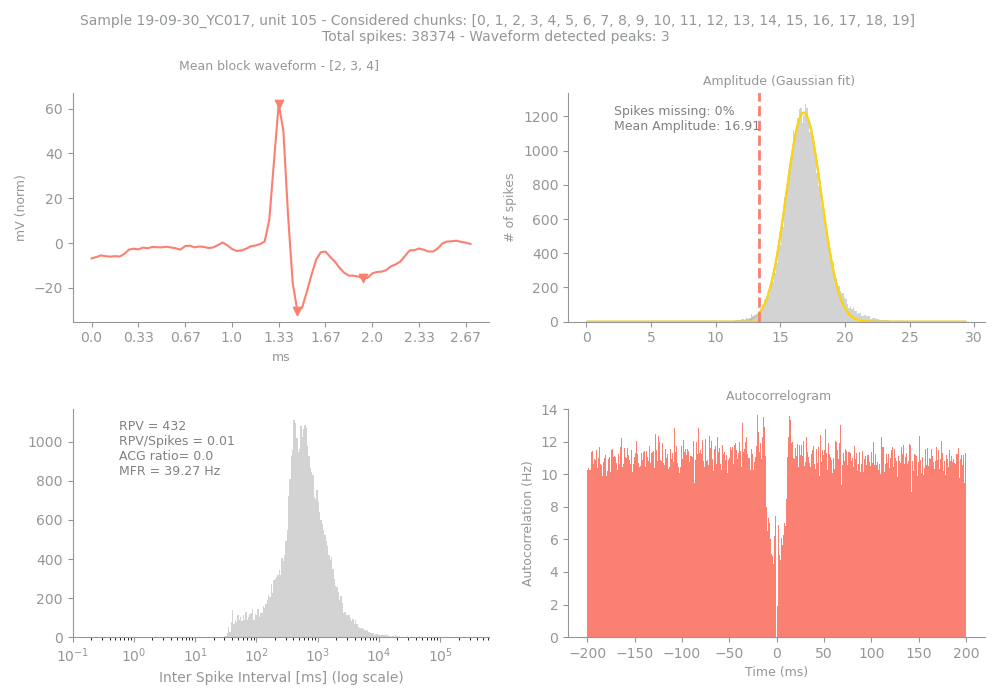 Sample 19-09-30_YC017, unit 105 - Considered chunks: [0, 1, 2, 3, 4, 5, 6, 7, 8, 9, 10, 11, 12, 13, 14, 15, 16, 17, 18, 19]
Total spikes: 38374 - Waveform detected peaks: 3
Mean block waveform - [2, 3, 4]
60
40
20
0
−20
mV (norm)
0.0 0.33 0.67 1.0 1.33 1.67 2.0 2.33 2.67
ms
Amplitude (Gaussian fit)
Spikes missing: 0%
Mean Amplitude: 16.91
1200
1000
800
600
400
200
0
# of spikes
0 5 10 15 20 25 30
RPV = 432
RPV/Spikes = 0.01
ACG ratio= 0.0
MFR = 39.27 Hz
1000
800
600
400
200
0
10⁻¹ 10⁰ 10¹ 10² 10³ 10⁴ 10⁵
Inter Spike Interval [ms] (log scale)
Autocorrelogram
14
12
10
8
6
4
2
0
Autocorrelation (Hz)
−200 −150 −100 −50 0 50 100 150 200
Time (ms)